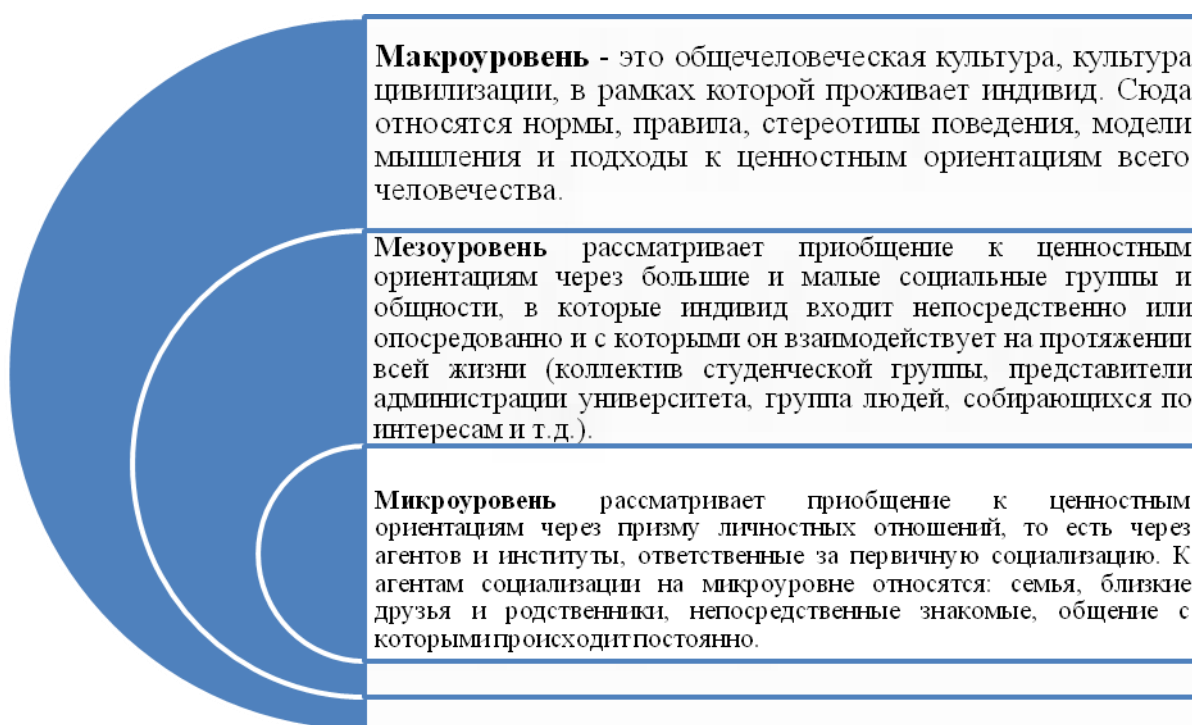 Макроуровень - это общечеловеческая культура, культура
цивилизации, в рамках которой проживает индивид. Сюда
относятся нормы, правила, стереотипы поведения, модели
мышления и подходы к ценностным ориентациям всего
человечества.
Мезоуровень рассматривает приобщение к ценностным
ориентациям через большие и малые социальные группы и
общности, в которые индивид входит непосредственно или
опосредованно и с которыми он взаимодействует на протяжении
всей жизни (коллектив студенческой группы, представители
администрации университета, группа людей, собирающихся по
интересам и т.д.).
Микроуровень рассматривает приобщение к ценностным
ориентациям через призму личностных отношений, то есть через
агентов и институты, ответственные за первичную социализацию. К
агентам социализации на микроуровне относятся: семья, близкие
друзья и родственники, непосредственные знакомые, общение с
которыми происходит постоянно.